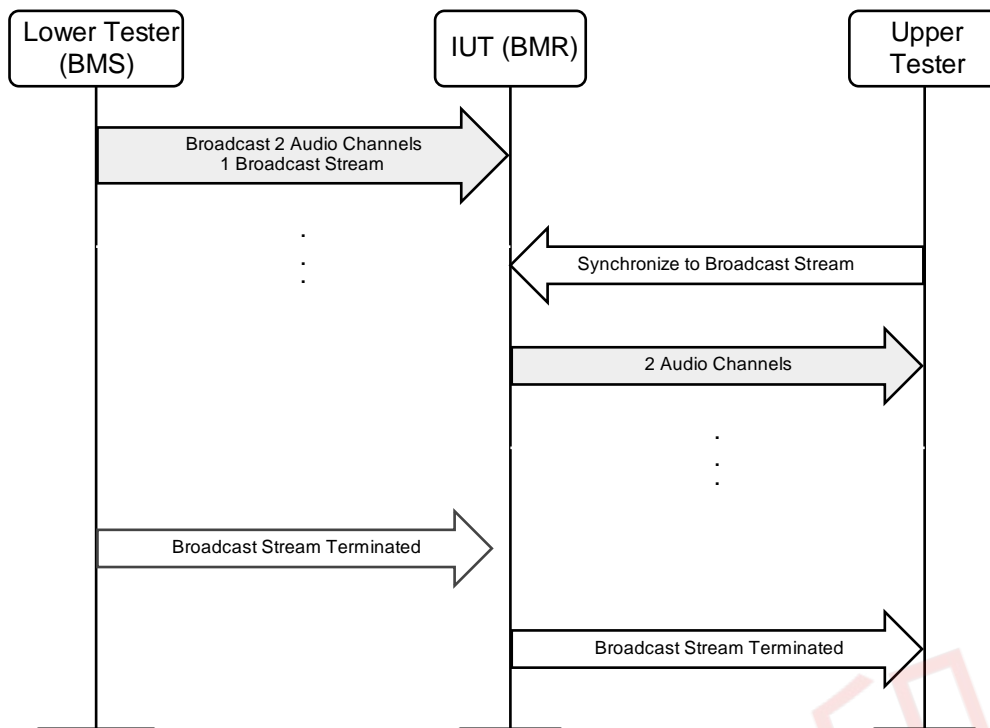 Lower Tester
(BMS)
IUT (BMR)
Upper
Tester
Broadcast 2 Audio Channels
1 Broadcast Stream
Synchronize to Broadcast Stream
2 Audio Channels
Broadcast Stream Terminated
Broadcast Stream Terminated